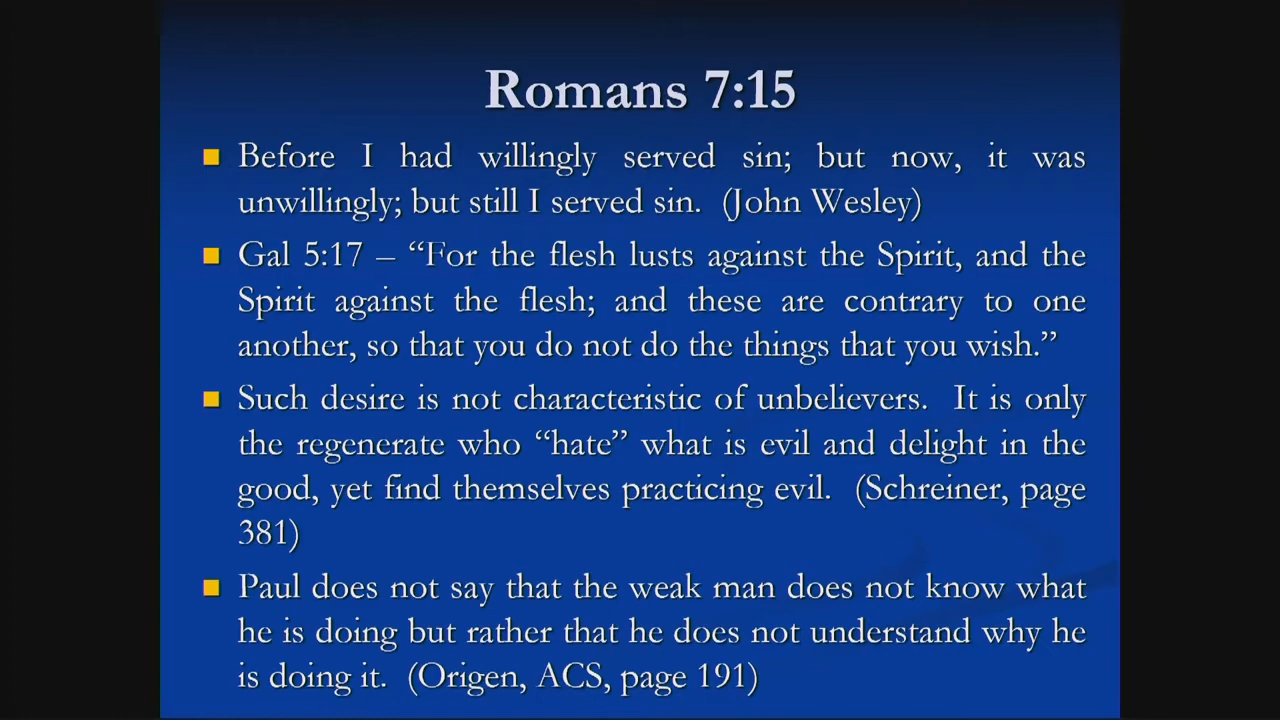 Romans 7:15
Before I had willingly served sin; but now, it was
unwillingly; but still I served sin. (John Wesley)
Gal 5:17 – “For the flesh lusts against the Spirit, and the
Spirit against the flesh; and these are contrary to one
another, so that you do not do the things that you wish.”
Such desire is not characteristic of unbelievers. It is only
the regenerate who “hate” what is evil and delight in the
good, yet find themselves practicing evil. (Schreiner, page
381)
Paul does not say that the weak man does not know what
he is doing but rather that he does not understand why he
is doing it. (Origen, ACS, page 191)